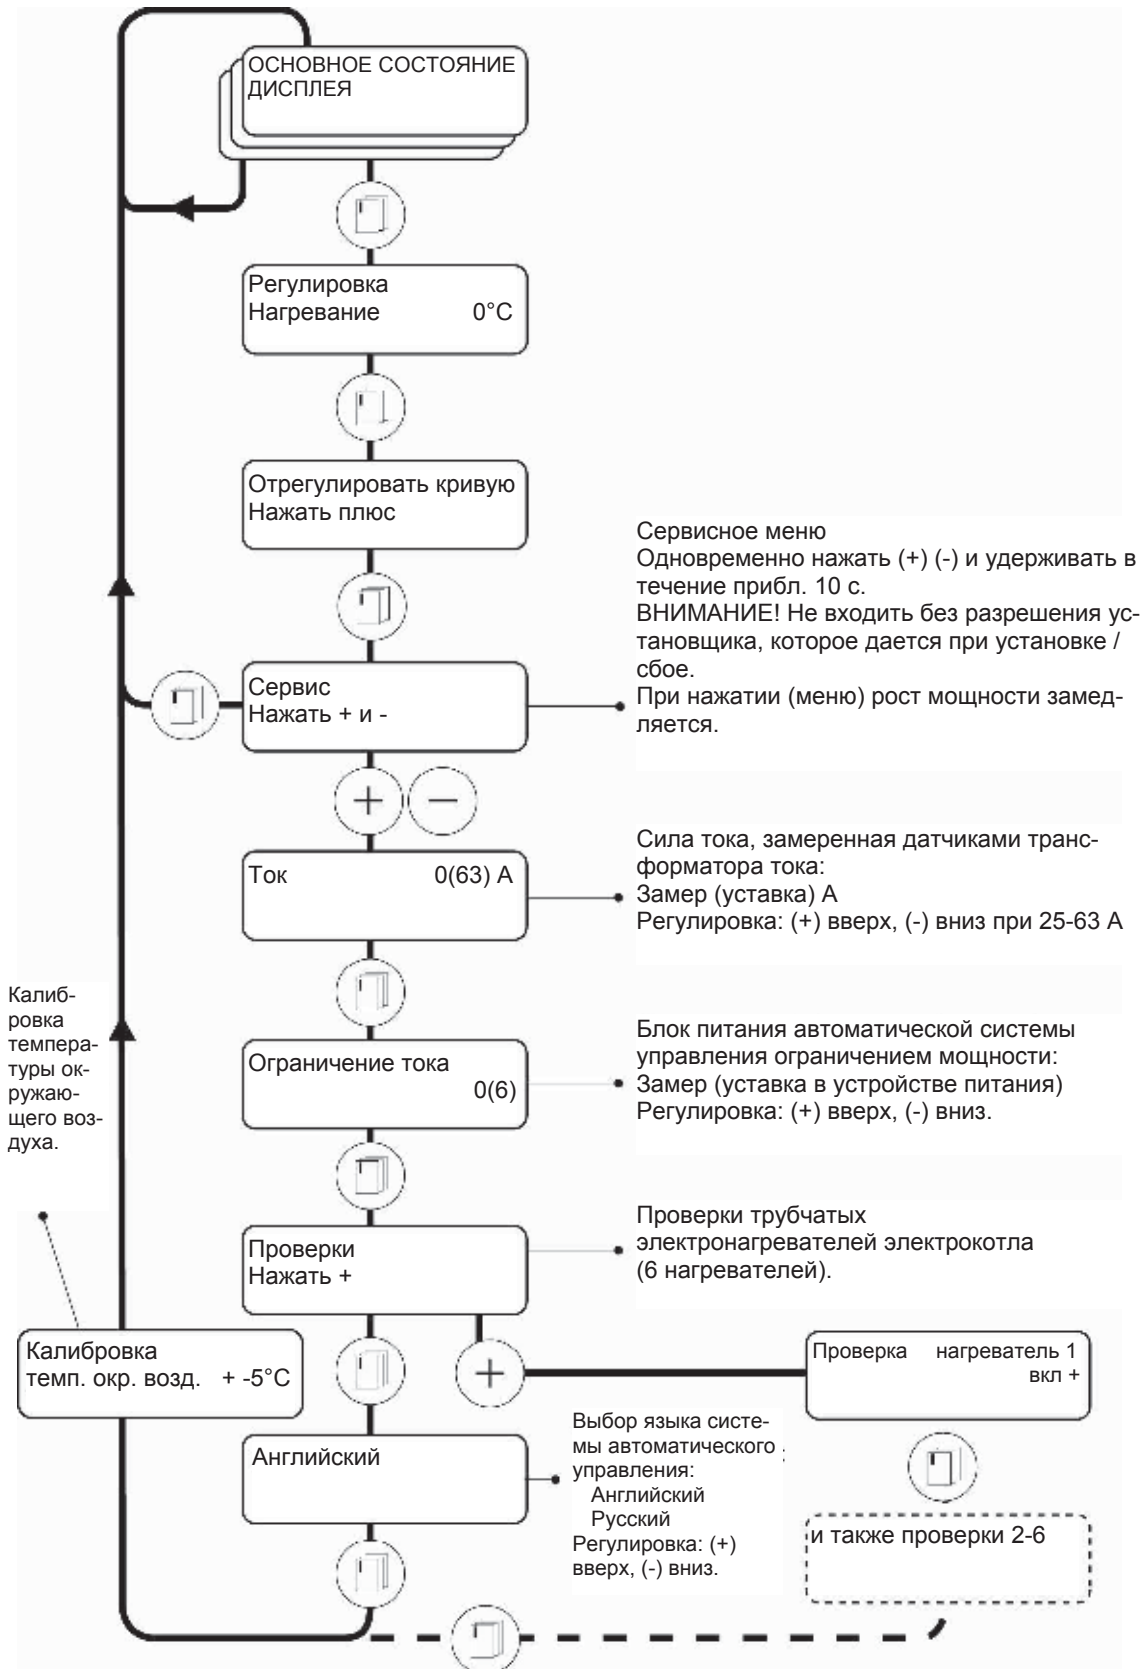 ОСНОВНОЕ СОСТОЯНИЕ
ДИСПЛЕЯ
Регулировка
Нагревание 0°C
Отрегулировать кривую
Нажать плюс
Сервисное меню
Одновременно нажать (+) (-) и удерживать в
течение прибл. 10 с.
ВНИМАНИЕ! Не входить без разрешения ус-
тановщика, которое дается при установке /
сбое.
При нажатии (меню) рост мощности замед-
ляется.
Сервис
Нажать + и -
+ −
Ток 0(63) А
Сила тока, замеренная датчиками транс-
форматора тока:
Замер (уставка) А
Регулировка: (+) вверх, (-) вниз при 25-63 А
Калиб-
ровка
темпера-
туры ок-
ружаю-
щего воз-
духа.
Ограничение тока
0(6)
Блок питания автоматической системы
управления ограничением мощности:
Замер (уставка в устройстве питания)
Регулировка: (+) вверх, (-) вниз.
Проверки
Нажать +
Проверки трубчатых
электронагревателей электрокотла
(6 нагревателей).
Калибровка
темп. окр. возд. + -5°C
+
Проверка нагреватель 1
вкл +
Английский
Выбор языка систе-
мы автоматического
управления:
Английский
Русский
Регулировка: (+)
вверх, (-) вниз.
и также проверки 2-6